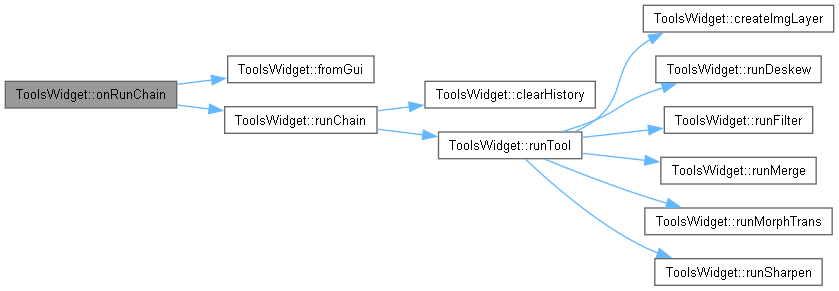 ToolsWidget::onRunChain
ToolsWidget::fromGui
ToolsWidget::runChain
ToolsWidget::clearHistory
ToolsWidget::runTool
ToolsWidget::createImgLayer
ToolsWidget::runDeskew
ToolsWidget::runFilter
ToolsWidget::runMerge
ToolsWidget::runMorphTrans
ToolsWidget::runSharpen